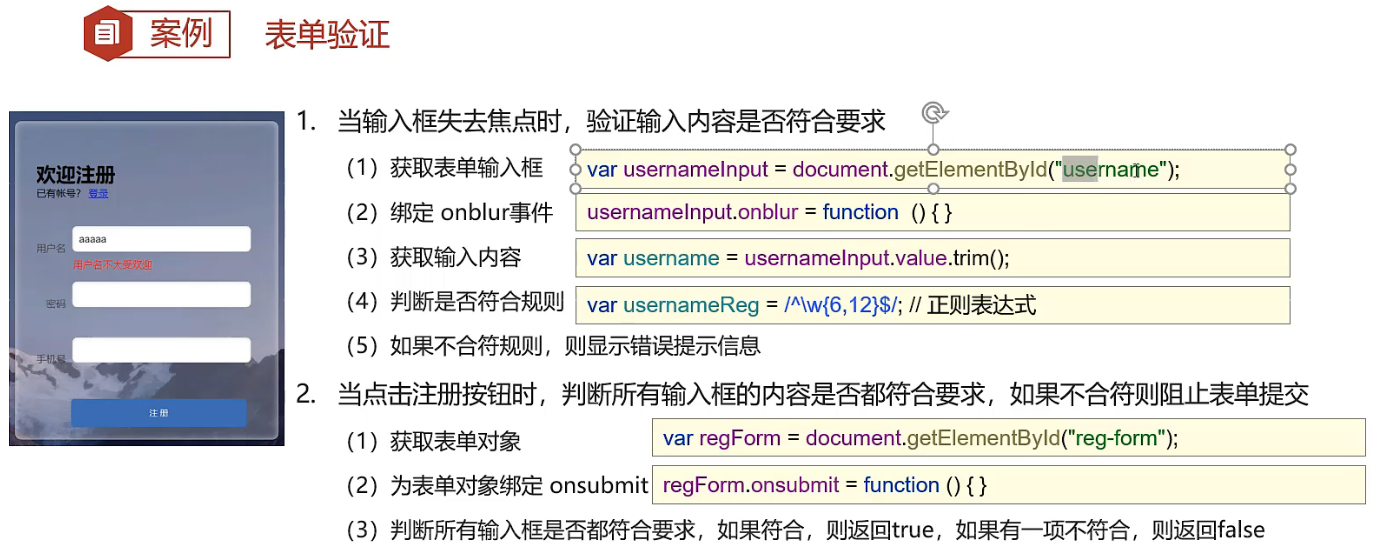 案例 表单验证
欢迎注册
已有帐号？ 登录
用户名 aaaaa
用户名不太受欢迎
密码
手机号
注册
1. 当输入框失去焦点时，验证输入内容是否符合要求
（1）获取表单输入框 var usernameInput = document.getElementById("username");
（2）绑定 onblur事件 usernameInput.onblur = function () { }
（3）获取输入内容 var username = usernameInput.value.trim();
（4）判断是否符合规则 var usernameReg = /^\w{6,12}$/; // 正则表达式
（5）如果不合符规则，则显示错误提示信息
2. 当点击注册按钮时，判断所有输入框的内容是否都符合要求，如果不合符则阻止表单提交
（1）获取表单对象 var regForm = document.getElementById("reg-form");
（2）为表单对象绑定 onsubmit regForm.onsubmit = function () { }
（3）判断所有输入框是否都符合要求，如果符合，则返回true，如果有一项不符合，则返回false